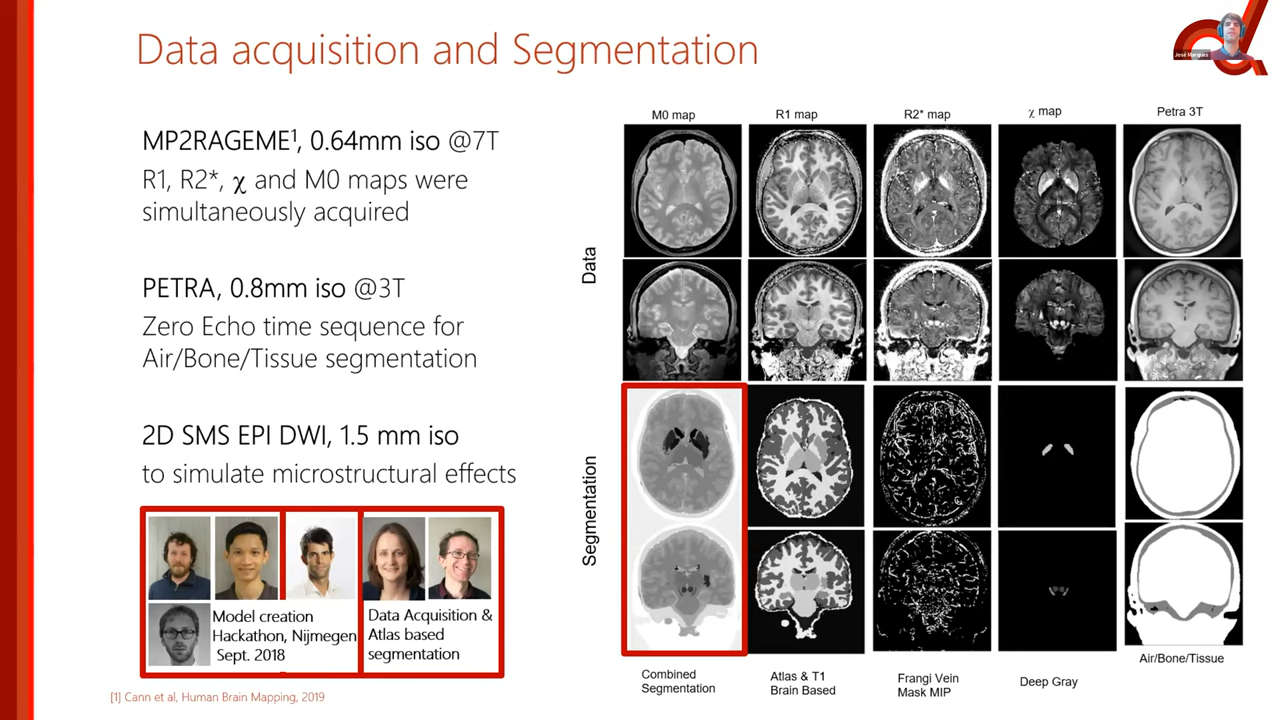 Data acquisition and Segmentation
José Marques
MP2RAGEME¹, 0.64mm iso @7T
R1, R2*, χ and M0 maps were
simultaneously acquired
PETRA, 0.8mm iso @3T
Zero Echo time sequence for
Air/Bone/Tissue segmentation
2D SMS EPI DWI, 1.5 mm iso
to simulate microstructural effects
Model creation
Hackathon, Nijmegen
Sept. 2018
Data Acquisition &
Atlas based
segmentation
[1] Cann et al, Human Brain Mapping, 2019
M0 map
R1 map
R2* map
χ map
Petra 3T
Data
Segmentation
Combined
Segmentation
Atlas & T1
Brain Based
Frangi Vein
Mask MIP
Deep Gray
Air/Bone/Tissue